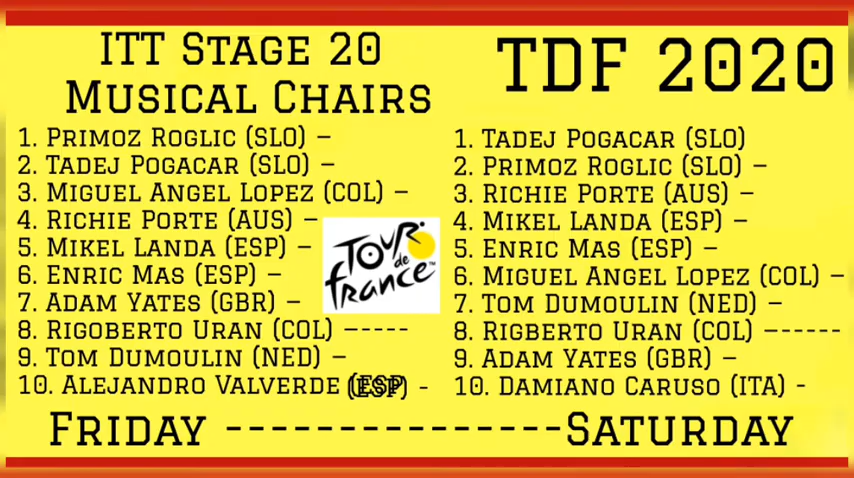 ITT Stage 20
Musical Chairs
1. Primoz Roglic (SLO) –
2. Tadej Pogacar (SLO) –
3. Miguel Angel Lopez (COL) –
4. Richie Porte (AUS) –
5. Mikel Landa (ESP) –
6. Enric Mas (ESP) –
7. Adam Yates (GBR) –
8. Rigoberto Uran (COL) –----
9. Tom Dumoulin (NED) –
10. Alejandro Valverde (ESP) -
Friday
Tour
de
france™
TDF 2020
1. Tadej Pogacar (SLO)
2. Primoz Roglic (SLO) –
3. Richie Porte (AUS) –
4. Mikel Landa (ESP) –
5. Enric Mas (ESP) –
6. Miguel Angel Lopez (COL) –
7. Tom Dumoulin (NED) –
8. Rigberto Uran (COL) –------
9. Adam Yates (GBR) –
10. Damiano Caruso (ITA) -
---------------Saturday